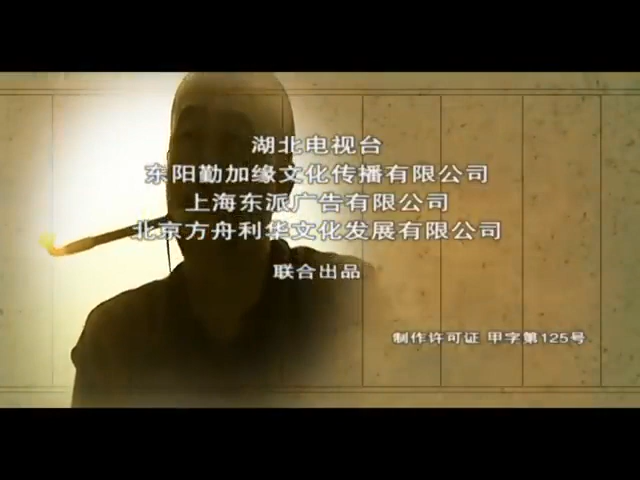 湖北电视台
东阳勤加缘文化传播有限公司
上海东派广告有限公司
北京方舟利华文化发展有限公司
联合出品
制作许可证 甲字第125号